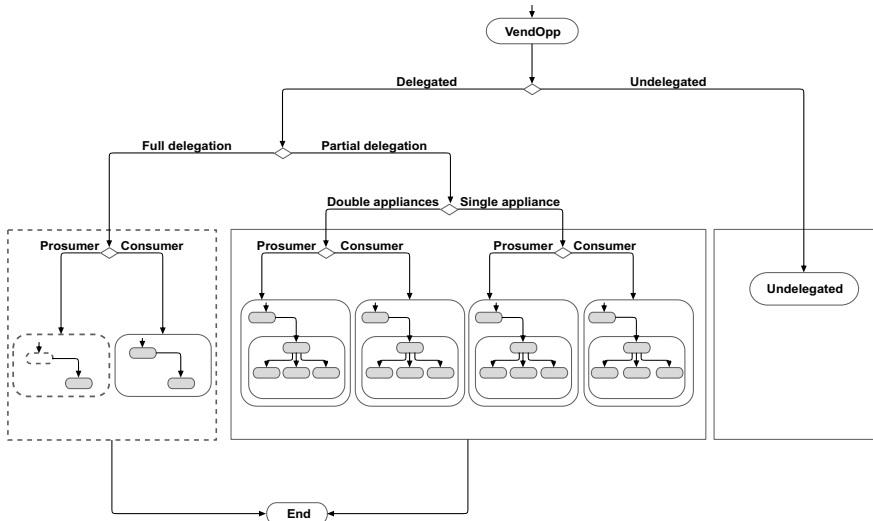 VendOpp
Delegated Undelegated
Full delegation Partial delegation
Double appliances Single appliance
Prosumer Consumer Prosumer Consumer Prosumer Consumer
Undelegated
End